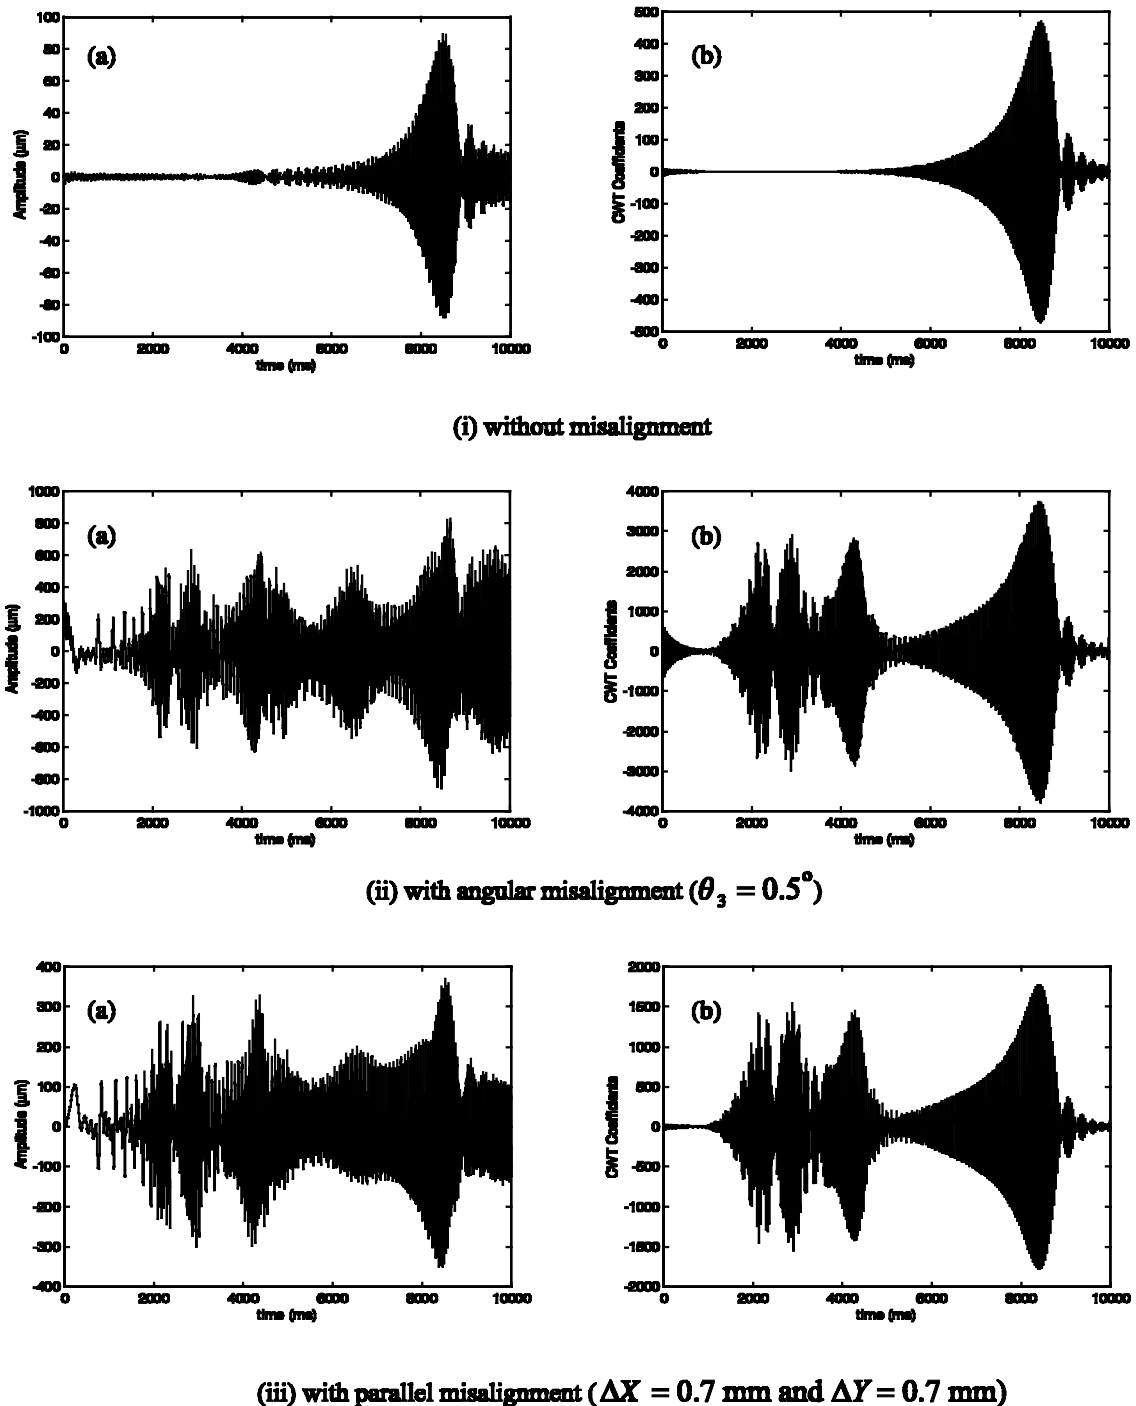 (a)
100
80
60
40
20
0
-20
-40
-60
-80
-100
Amplitude (μm)
0 2000 4000 6000 8000 10000
time (ms)
(b)
500
400
300
200
100
0
-100
-200
-300
-400
-500
CWT Coefficients
0 2000 4000 6000 8000 10000
time (ms)
(i) without misalignment
(a)
1000
800
600
400
200
0
-200
-400
-600
-800
-1000
Amplitude (μm)
0 2000 4000 6000 8000 10000
time (ms)
(b)
4000
3000
2000
1000
0
-1000
-2000
-3000
-4000
CWT Coefficients
0 2000 4000 6000 8000 10000
time (ms)
(ii) with angular misalignment (θ₃ = 0.5°)
(a)
400
300
200
100
0
-100
-200
-300
-400
Amplitude (μm)
0 2000 4000 6000 8000 10000
time (ms)
(b)
2000
1500
1000
500
0
-500
-1000
-1500
-2000
CWT Coefficients
0 2000 4000 6000 8000 10000
time (ms)
(iii) with parallel misalignment (ΔX = 0.7 mm and ΔY = 0.7 mm)